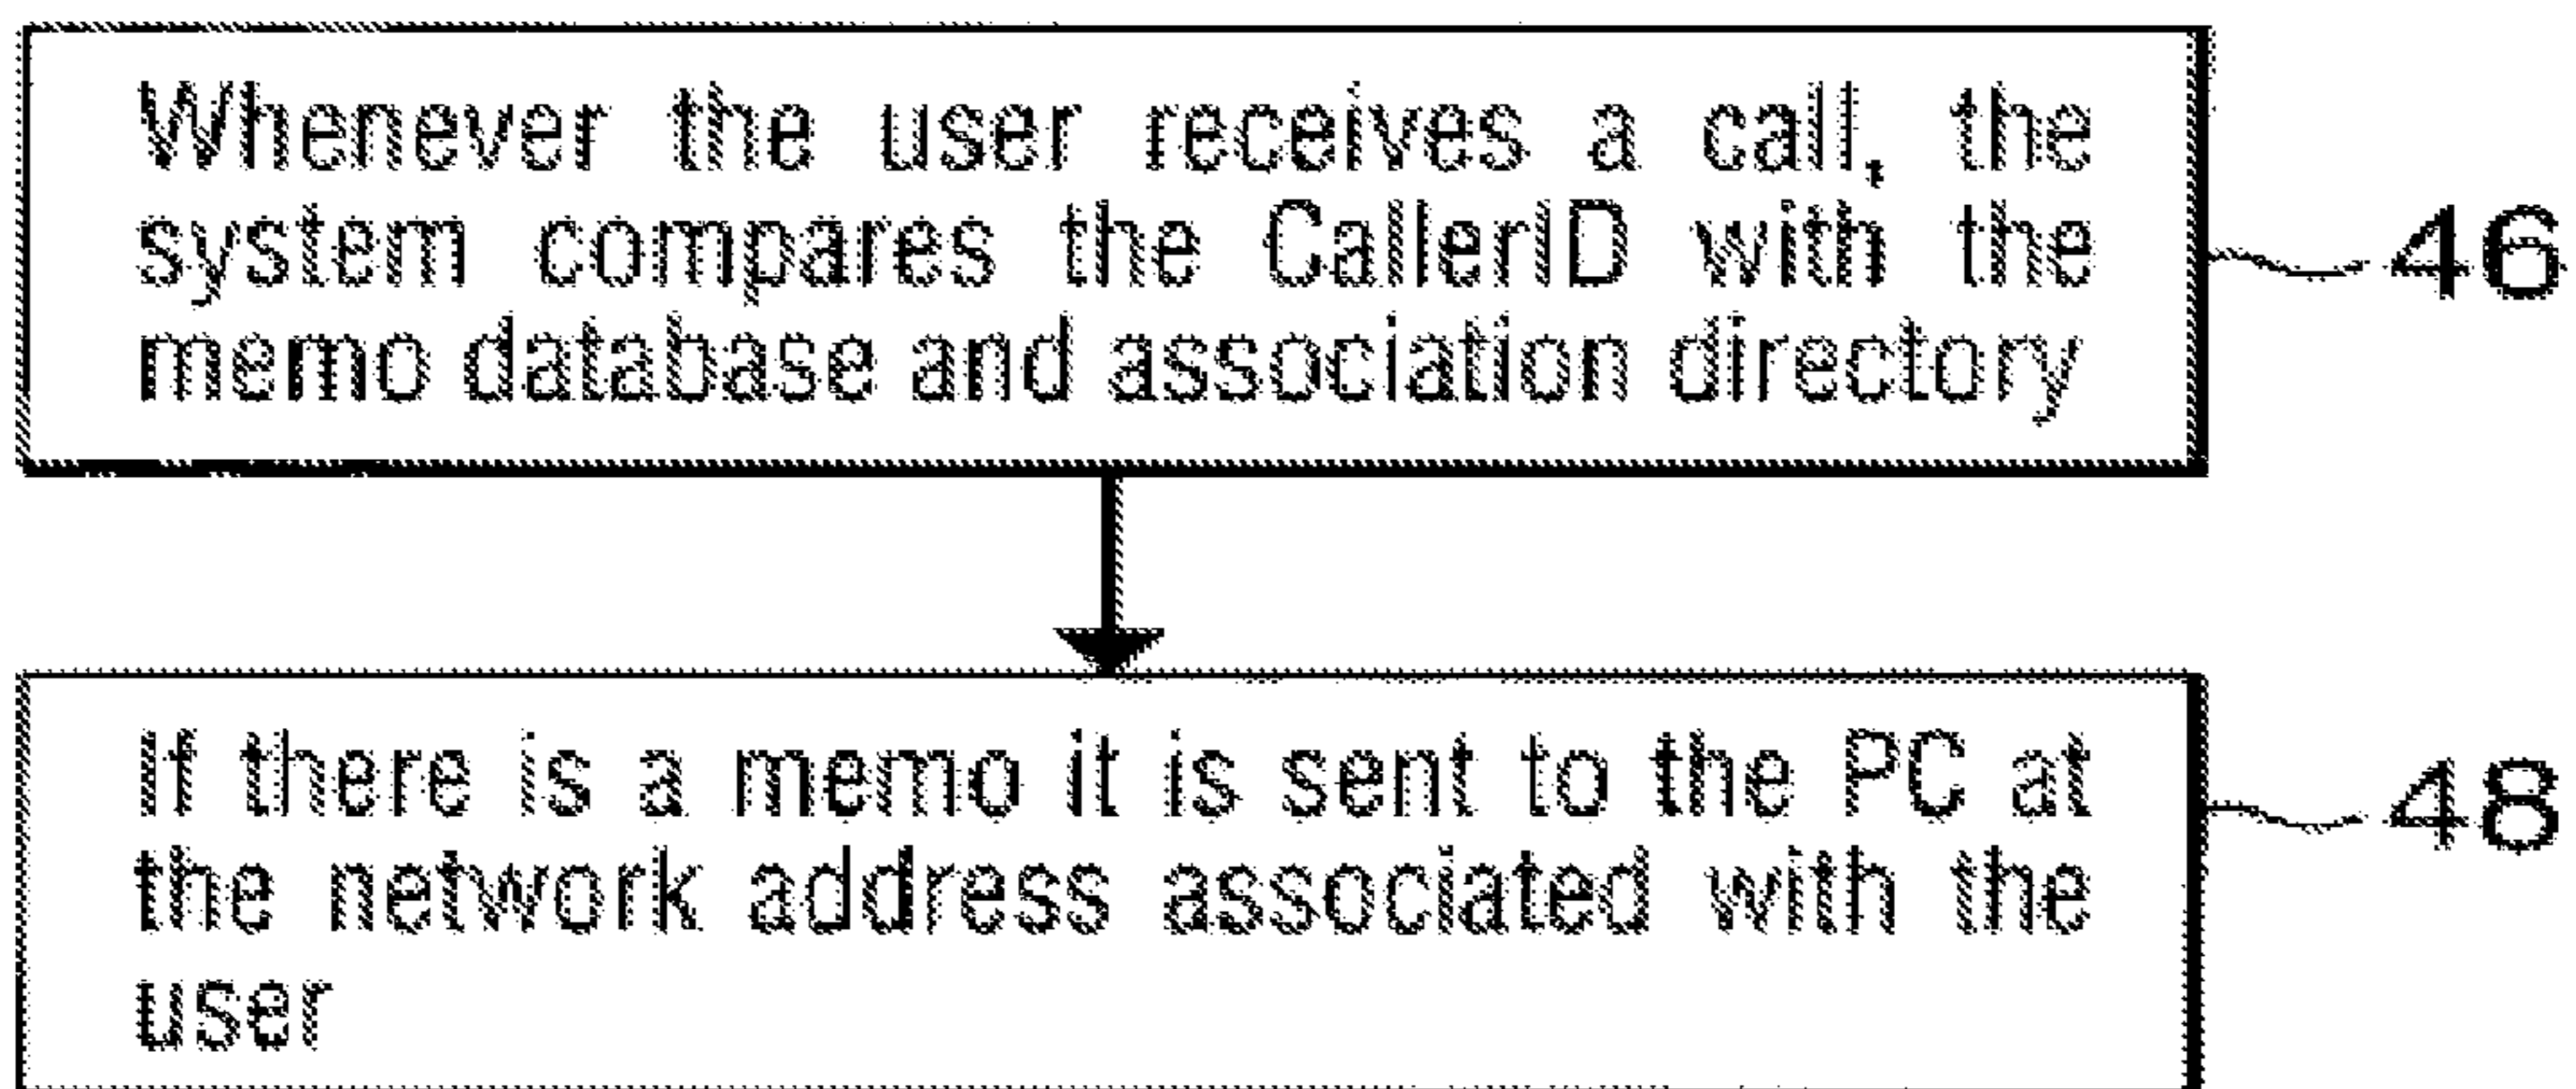 Whenever the user receives a call, the
system compares the CallerID with the
memo database and association directory
46
If there is a memo it is sent to the PC at
the network address associated with the
user
48